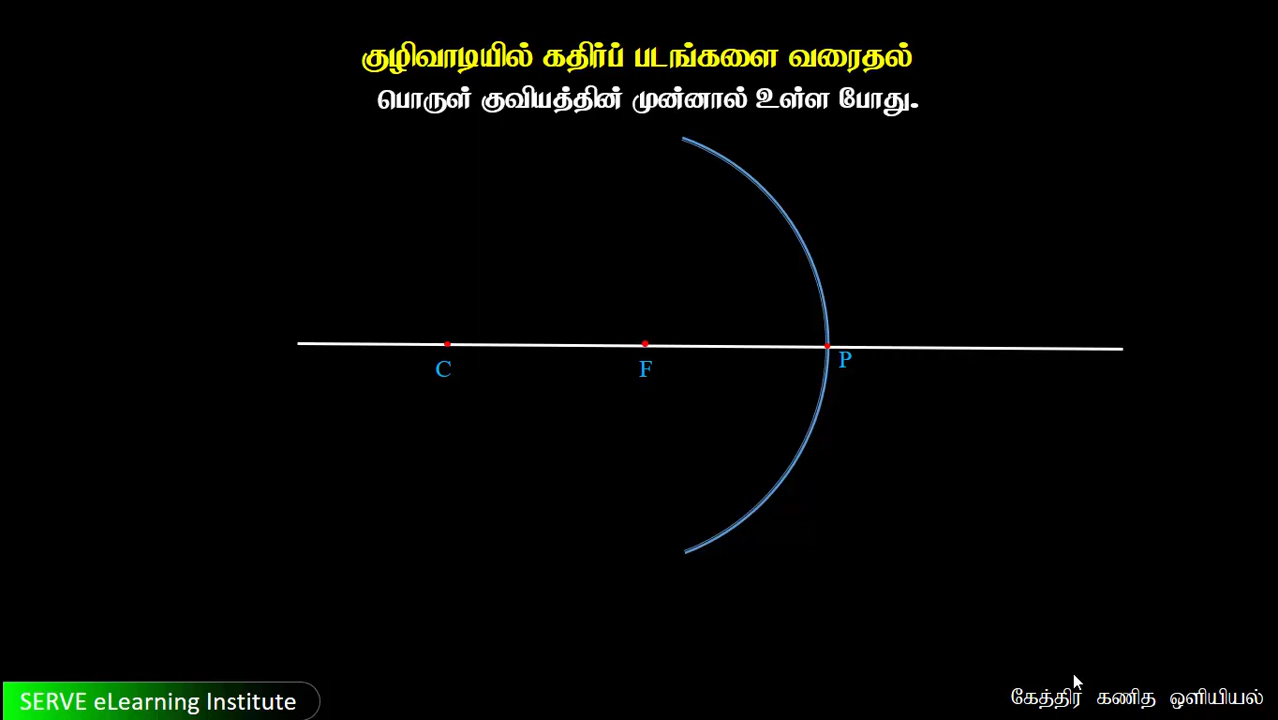 குழிவாடியில் கதிர்ப் படங்களை வரைதல்
பொருள் குவியத்தின் முன்னால் உள்ள போது.
C
F
P
SERVE eLearning Institute
கேத்திர கணித ஒளியியல்